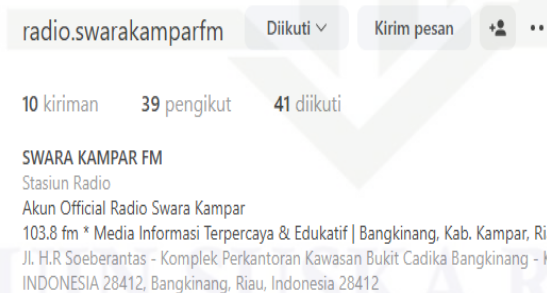 radio.swarakamparfm Diikuti Kirim pesan
10 kiriman 39 pengikut 41 diikuti
SWARA KAMPAR FM
Stasiun Radio
Akun Official Radio Swara Kampar
103.8 fm * Media Informasi Terpercaya & Edukatif | Bangkinang, Kab. Kampar, Ri
Jl. H.R Soeberantas - Komplek Perkantoran Kawasan Bukit Cadika Bangkinang - K
INDONESIA 28412, Bangkinang, Riau, Indonesia 28412